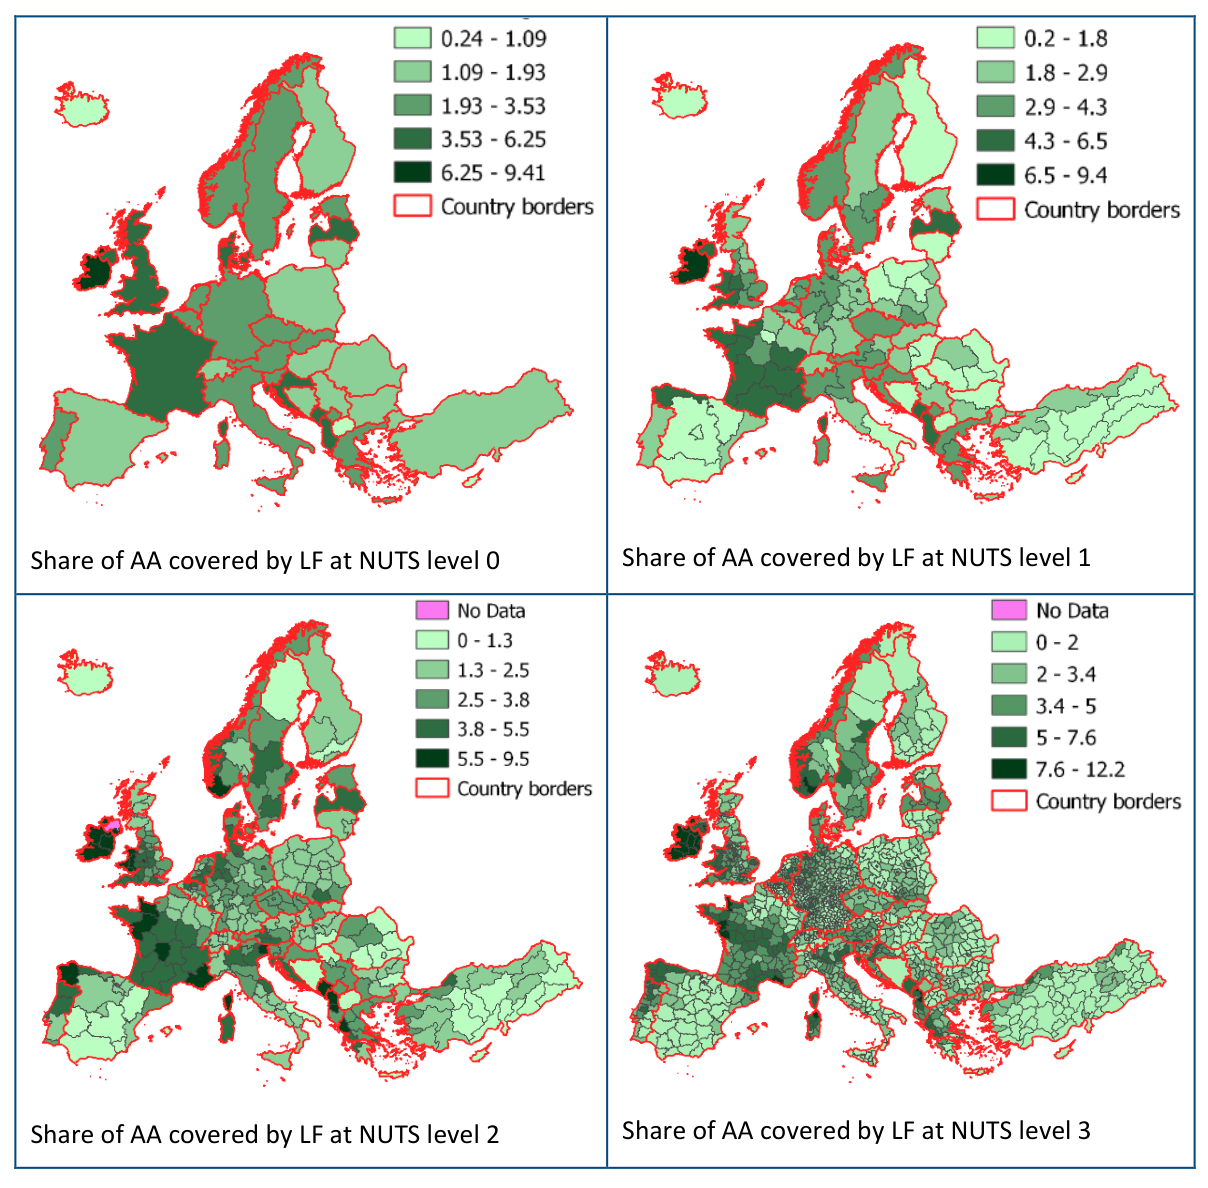 0.24 - 1.09
1.09 - 1.93
1.93 - 3.53
3.53 - 6.25
6.25 - 9.41
Country borders
Share of AA covered by LF at NUTS level 0
0.2 - 1.8
1.8 - 2.9
2.9 - 4.3
4.3 - 6.5
6.5 - 9.4
Country borders
Share of AA covered by LF at NUTS level 1
No Data
0 - 1.3
1.3 - 2.5
2.5 - 3.8
3.8 - 5.5
5.5 - 9.5
Country borders
Share of AA covered by LF at NUTS level 2
No Data
0 - 2
2 - 3.4
3.4 - 5
5 - 7.6
7.6 - 12.2
Country borders
Share of AA covered by LF at NUTS level 3